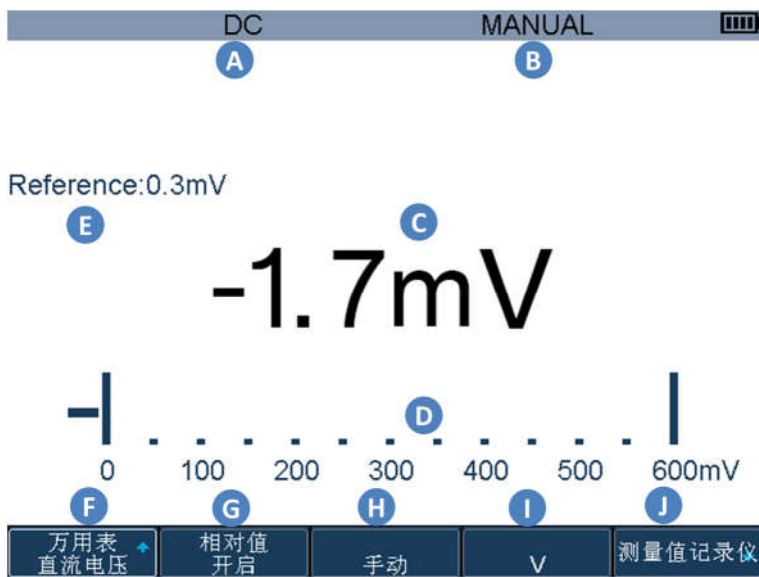 DC MANUAL
A B
Reference:0.3mV
E C
-1.7mV
D
0 100 200 300 400 500 600mV
F G H I J
万用表 相对值
直流电压 开启 手动 V 测量值记录仪